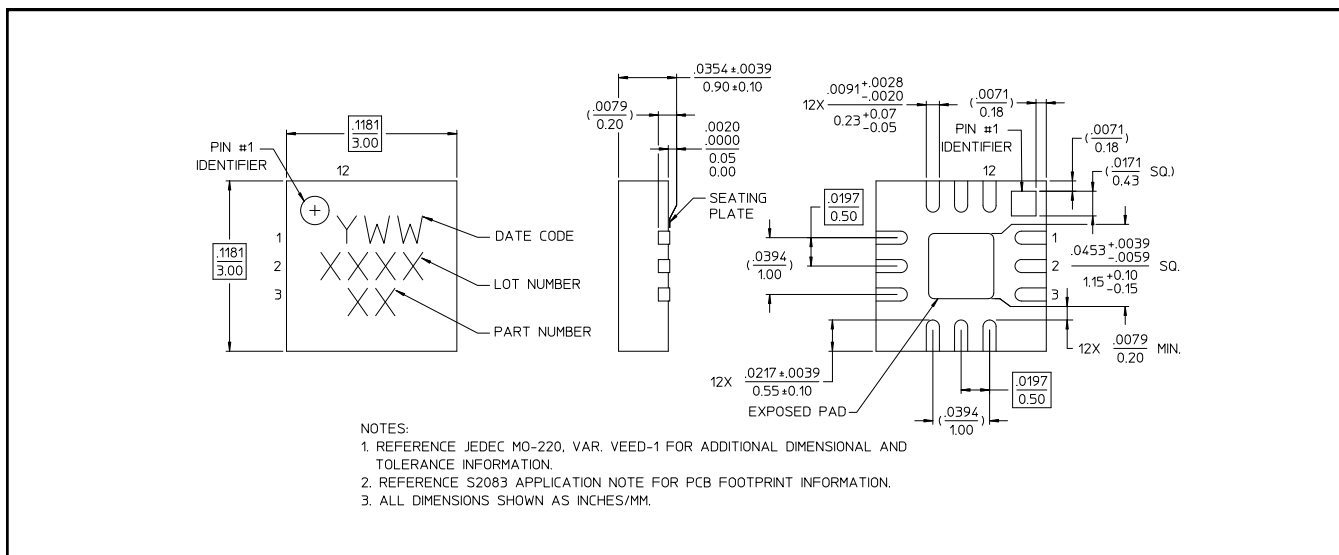 .1181
3.00
PIN #1
IDENTIFIER
12
.1181
3.00
1
2
3
YWW
XXXX
XX
DATE CODE
LOT NUMBER
PART NUMBER
.0354 ±.0039
0.90 ±0.10
(.0079
0.20)
.0020
.0000
0.05
0.00
SEATING
PLATE
12X .0091 +.0028 -.0020
0.23 +0.07 -0.05
(.0071
0.18)
PIN #1
IDENTIFIER
12
(.0071
0.18)
(.0171 SQ.)
0.43
.0197
0.50
(.0394
1.00)
1
2
3
.0453 +.0039 -.0059 SQ.
1.15 +0.10 -0.15
12X .0079 MIN.
0.20
12X .0217 ±.0039
0.55 ±0.10
EXPOSED PAD
(.0394
1.00)
.0197
0.50
NOTES:
1. REFERENCE JEDEC MO-220, VAR. VEED-1 FOR ADDITIONAL DIMENSIONAL AND
TOLERANCE INFORMATION.
2. REFERENCE S2083 APPLICATION NOTE FOR PCB FOOTPRINT INFORMATION.
3. ALL DIMENSIONS SHOWN AS INCHES/MM.